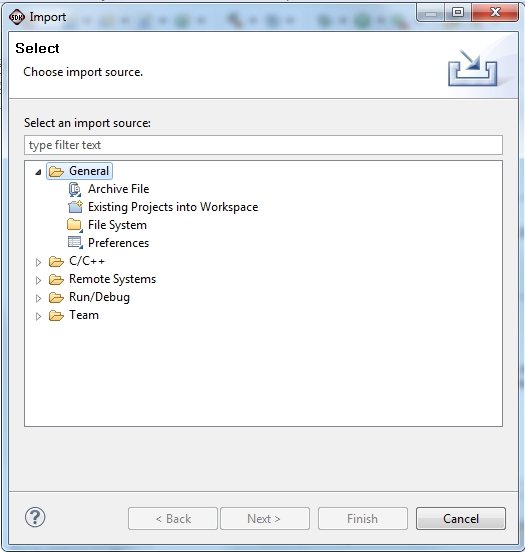 SDK Import
Select
Choose import source.
Select an import source:
type filter text
General
Archive File
Existing Projects into Workspace
File System
Preferences
C/C++
Remote Systems
Run/Debug
Team
? < Back Next > Finish Cancel